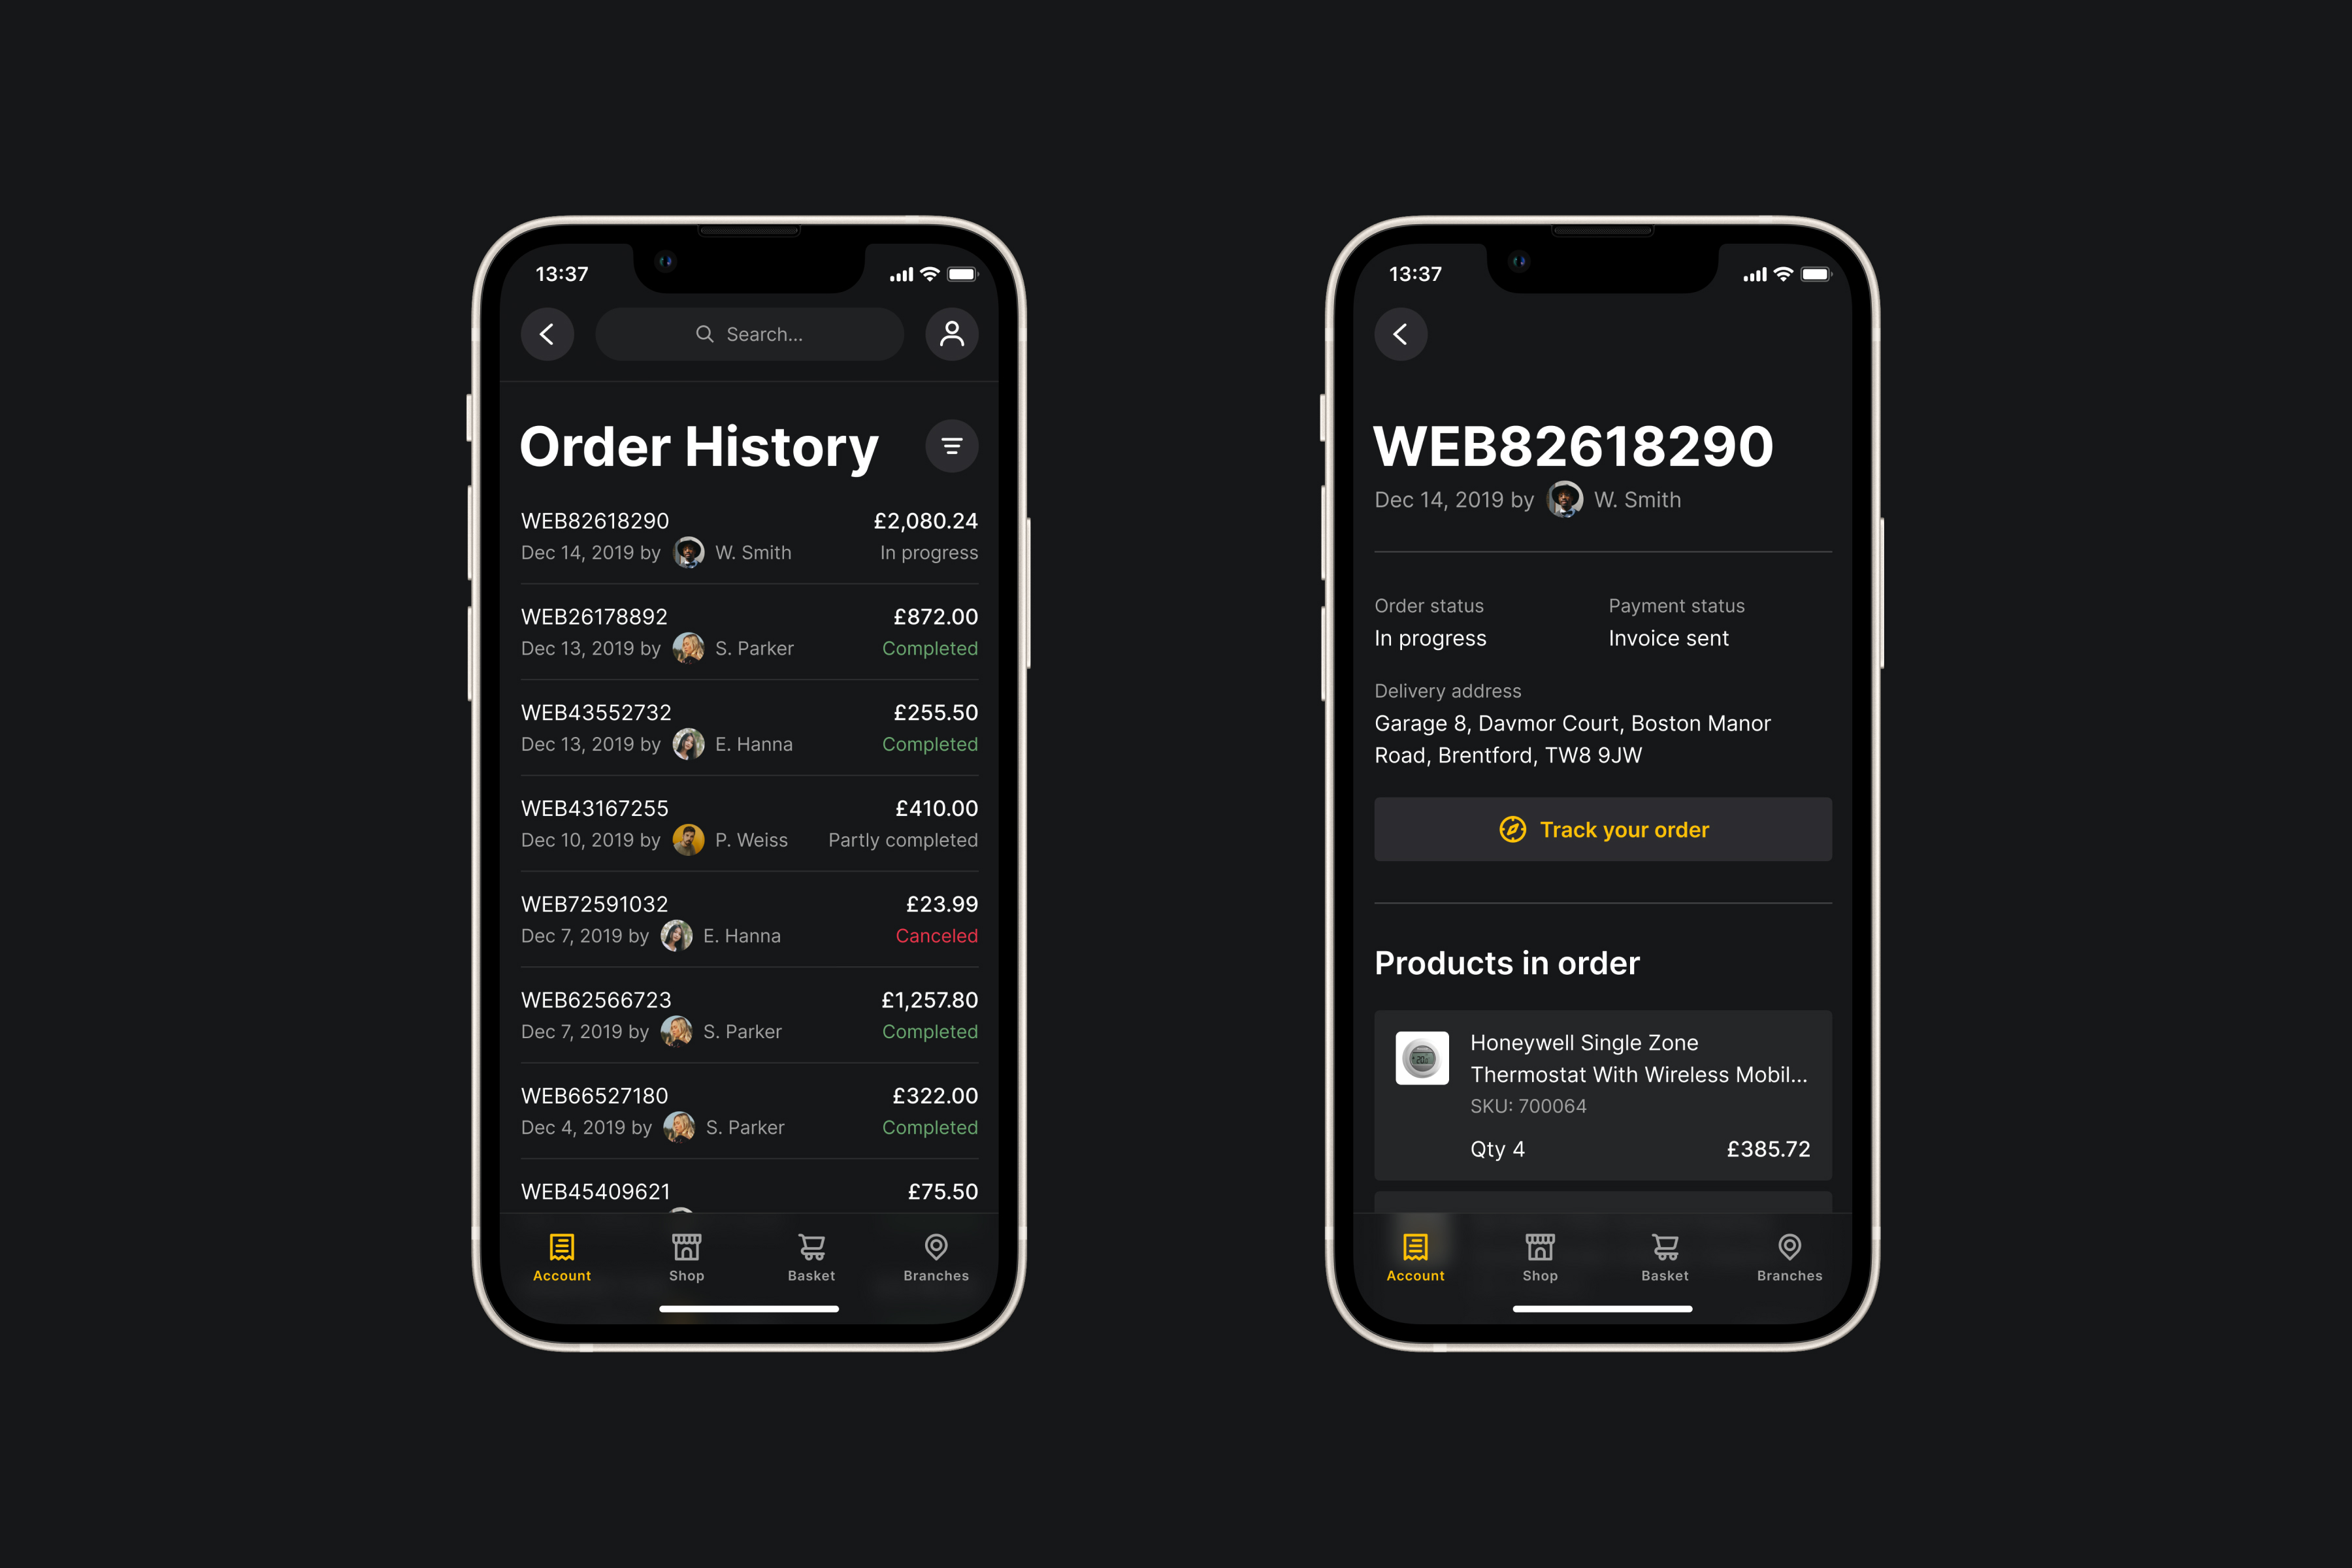 13:37
Search...
Order History
WEB82618290 £2,080.24
Dec 14, 2019 by W. Smith In progress
WEB26178892 £872.00
Dec 13, 2019 by S. Parker Completed
WEB43552732 £255.50
Dec 13, 2019 by E. Hanna Completed
WEB43167255 £410.00
Dec 10, 2019 by P. Weiss Partly completed
WEB72591032 £23.99
Dec 7, 2019 by E. Hanna Canceled
WEB62566723 £1,257.80
Dec 7, 2019 by S. Parker Completed
WEB66527180 £322.00
Dec 4, 2019 by S. Parker Completed
WEB45409621 £75.50
Account Shop Basket Branches
13:37
WEB82618290
Dec 14, 2019 by W. Smith
Order status Payment status
In progress Invoice sent
Delivery address
Garage 8, Davmor Court, Boston Manor
Road, Brentford, TW8 9JW
Track your order
Products in order
Honeywell Single Zone
Thermostat With Wireless Mobil...
SKU: 700064
Qty 4 £385.72
Account Shop Basket Branches